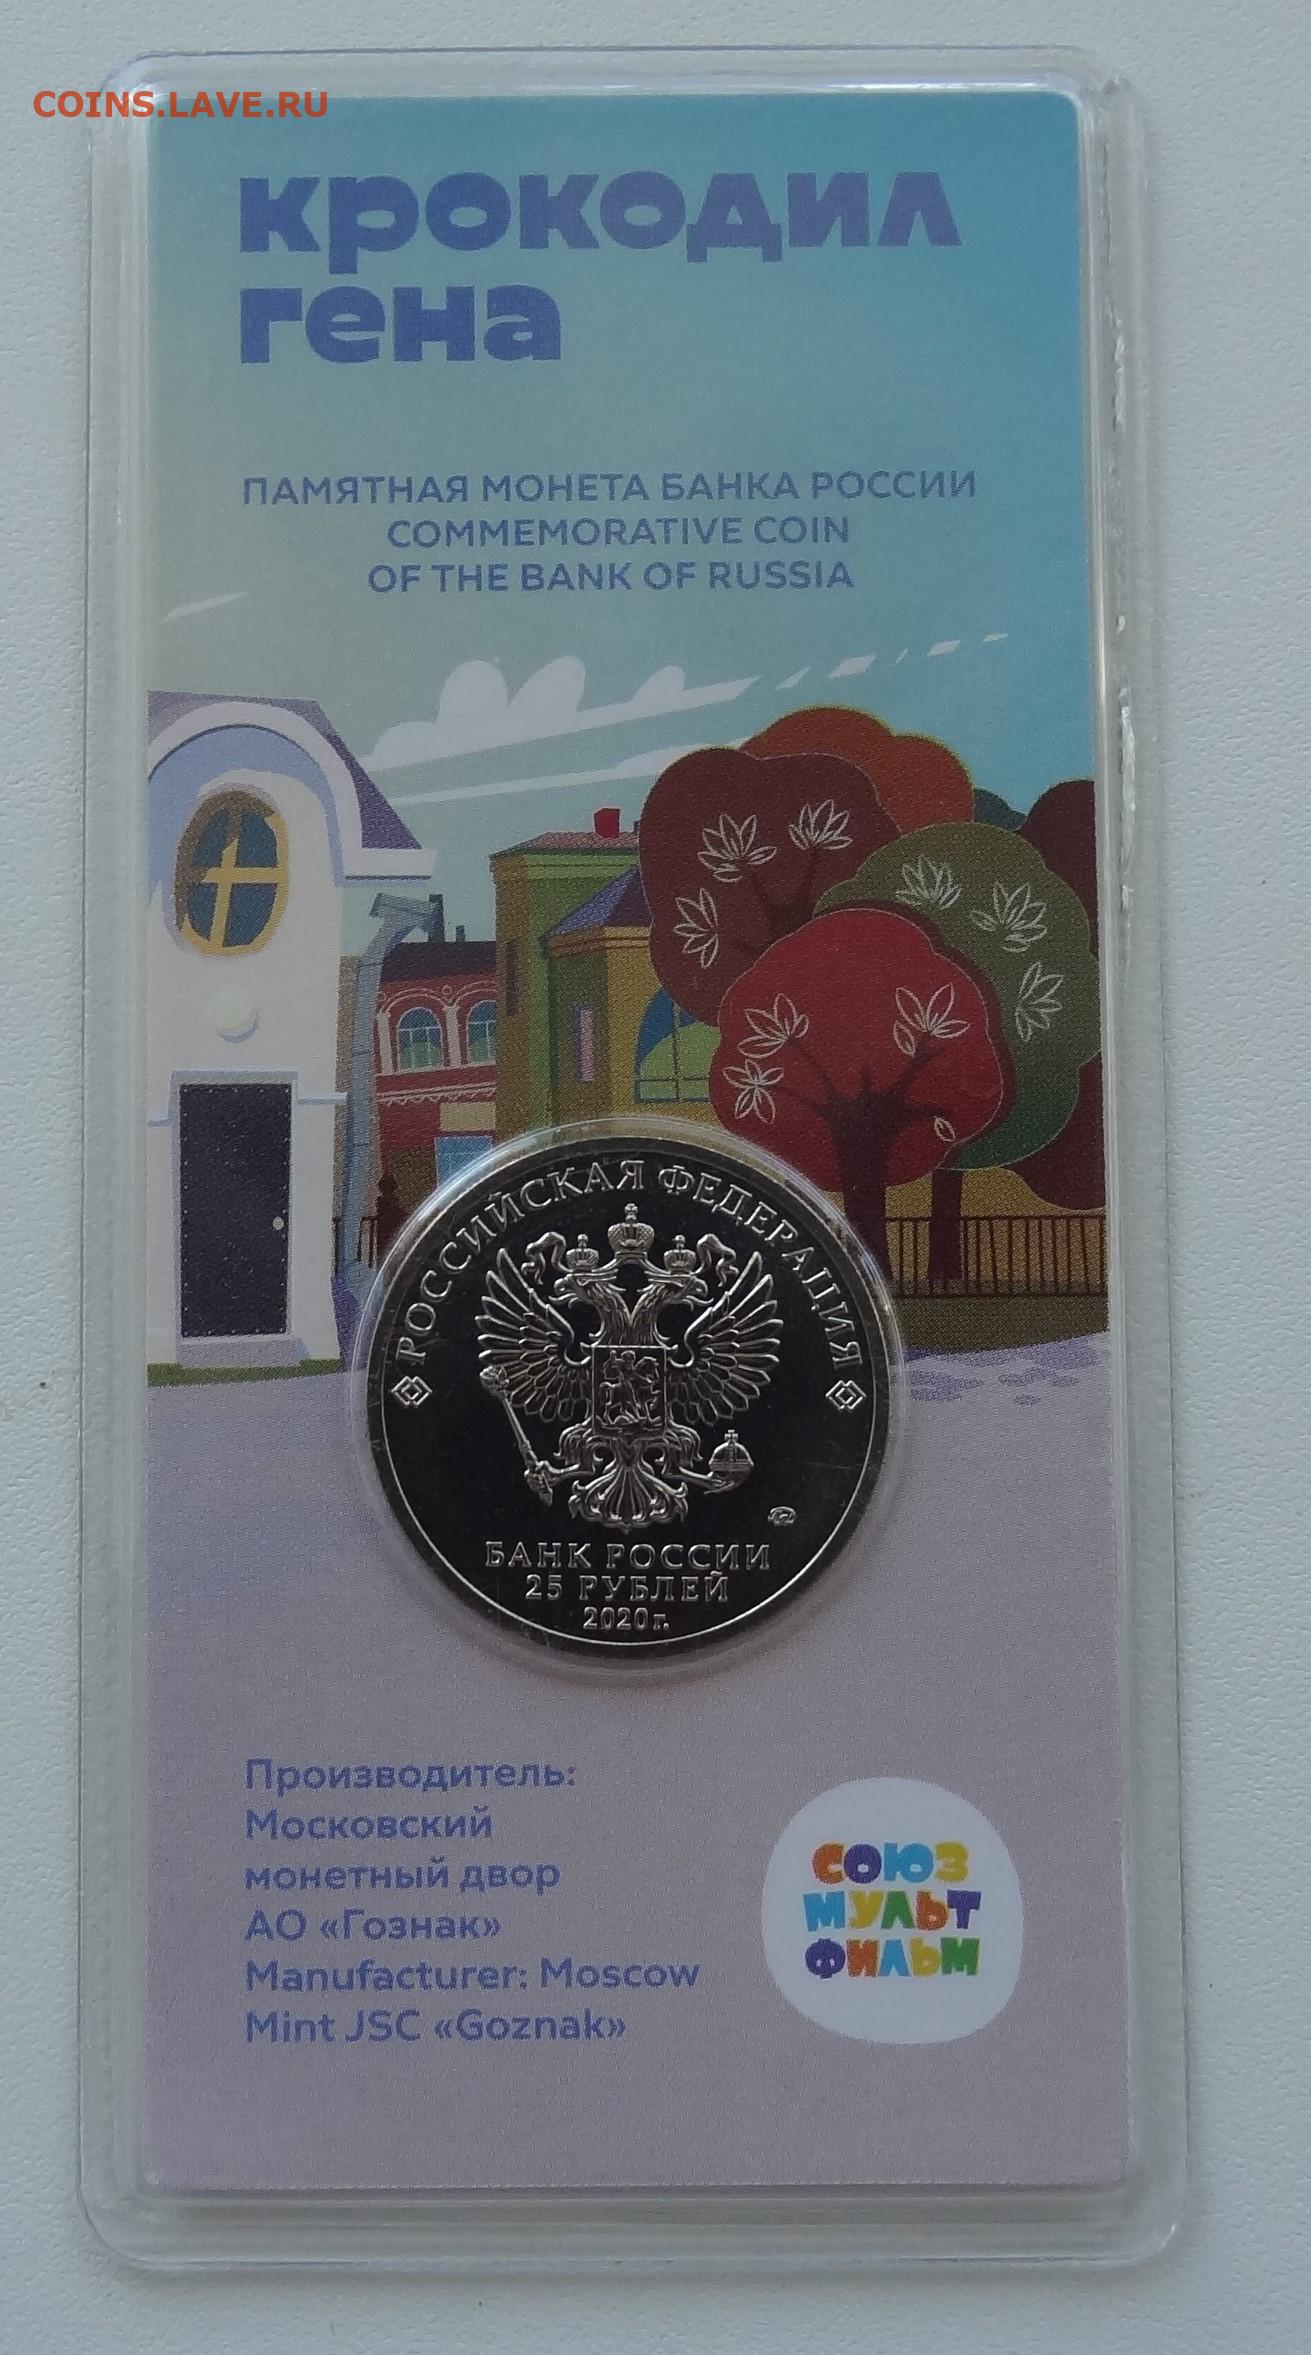 COINS.LAVE.RU
крокодил
гена
ПАМЯТНАЯ МОНЕТА БАНКА РОССИИ
COMMEMORATIVE COIN
OF THE BANK OF RUSSIA
РОССИЙСКАЯ ФЕДЕРАЦИЯ
БАНК РОССИИ
25 РУБЛЕЙ
2020 г.
Производитель:
Московский
монетный двор
АО «Гознак»
Manufacturer: Moscow
Mint JSC «Goznak»
СОЮЗ
МУЛЬТ
ФИЛЬМ